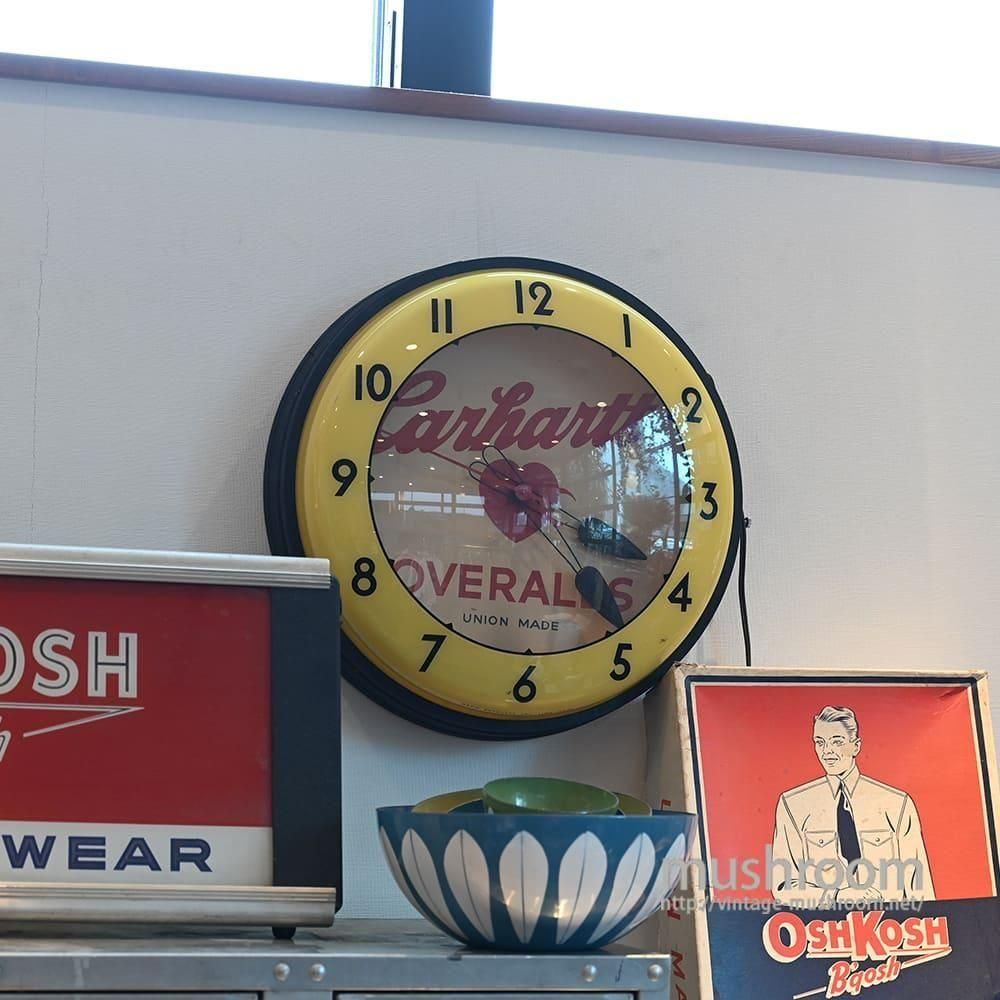 12
11
1
10
2
9
3
8
4
7
5
6
Carhartt
OVERALLS
UNION MADE
OSH
WEAR
mushroom
http://vintage-mushroom.net/
OSHKOSH
B'gosh